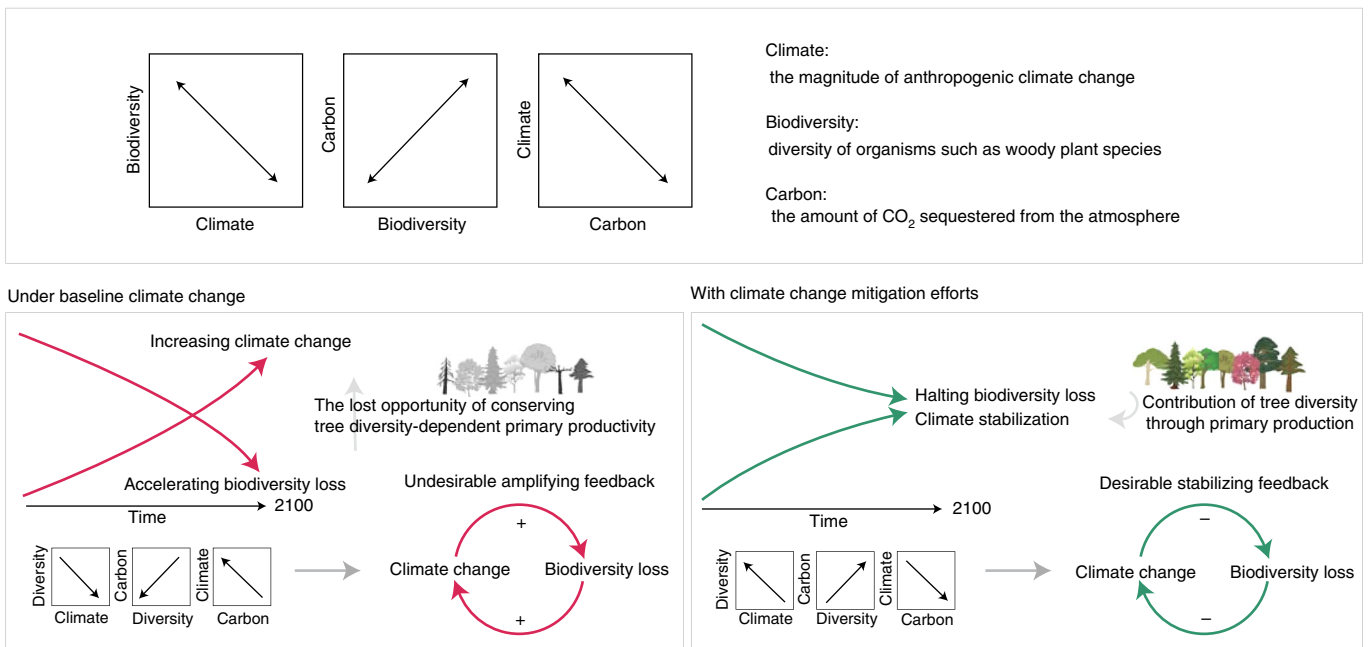 Biodiversity
Climate
Carbon
Biodiversity
Climate
Carbon
Climate:
the magnitude of anthropogenic climate change
Biodiversity:
diversity of organisms such as woody plant species
Carbon:
the amount of CO₂ sequestered from the atmosphere
Under baseline climate change
Increasing climate change
The lost opportunity of conserving
tree diversity-dependent primary productivity
Accelerating biodiversity loss
2100
Time
Undesirable amplifying feedback
+
Climate change
Biodiversity loss
+
Diversity
Climate
Carbon
Diversity
Climate
Carbon
With climate change mitigation efforts
Halting biodiversity loss
Climate stabilization
Contribution of tree diversity
through primary production
2100
Time
Desirable stabilizing feedback
–
Climate change
Biodiversity loss
–
Diversity
Climate
Carbon
Diversity
Climate
Carbon